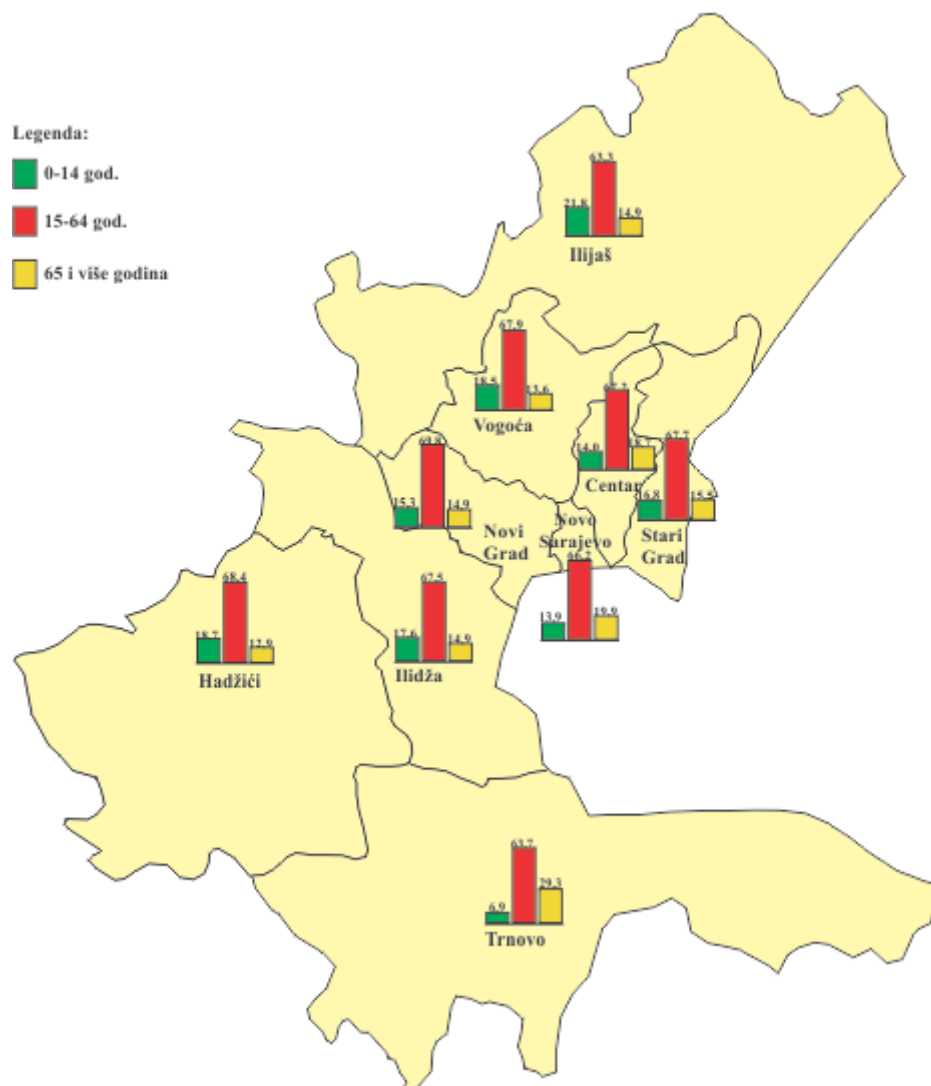 Legenda:
0-14 god.
15-64 god.
65 i više godina
63.3
21.8
14.9
Ilijaš
67.9
18.5
13.6
Vogoća
14.0
Centar
67.7
6.8
15.5
Stari
Grad
69.8
15.3
14.9
Novi
Grad
Novo
Sarajevo
66.2
13.9
19.9
68.4
18.7
12.9
Hadžići
67.5
17.6
14.9
Ilidža
63.7
6.9
29.3
Trnovo